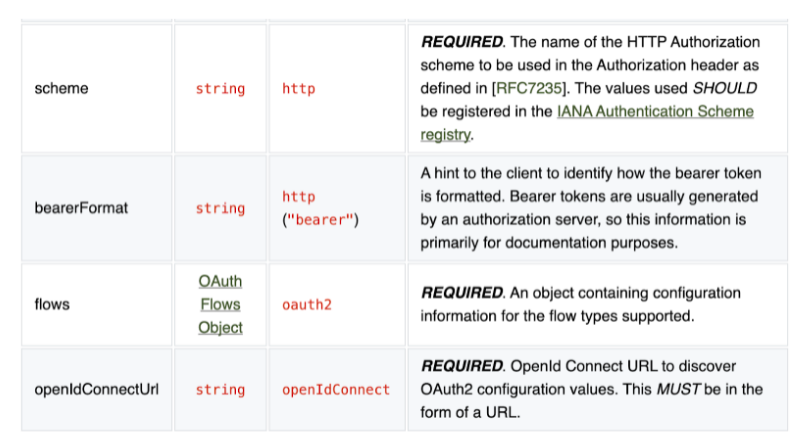 REQUIRED. The name of the HTTP Authorization
scheme to be used in the Authorization header as
scheme string http defined in [RFC7235]. The values used SHOULD
be registered in the IANA Authentication Scheme
registry.
A hint to the client to identify how the bearer token
http is formatted. Bearer tokens are usually generated
bearerFormat string ("bearer") by an authorization server, so this information is
primarily for documentation purposes.
OAuth
Flows
Object
flows oauth2 REQUIRED. An object containing configuration
information for the flow types supported.
REQUIRED. OpenId Connect URL to discover
openIdConnectUrl string openIdConnect OAuth2 configuration values. This MUST be in the
form of a URL.